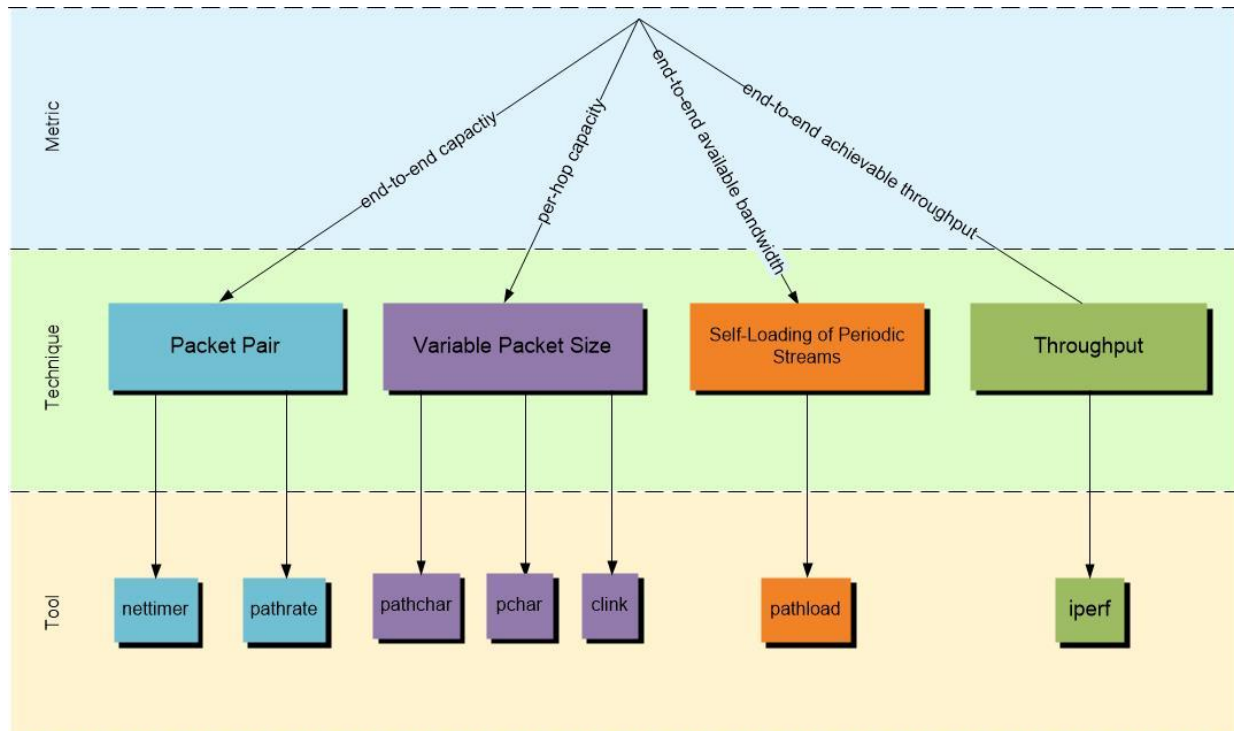 Metric
end-to-end capactiy
per-hop capacity
end-to-end available bandwidth
end-to-end achievable throughput
Technique
Packet Pair
Variable Packet Size
Self-Loading of Periodic
Streams
Throughput
Tool
nettimer
pathrate
pathchar
pchar
clink
pathload
iperf